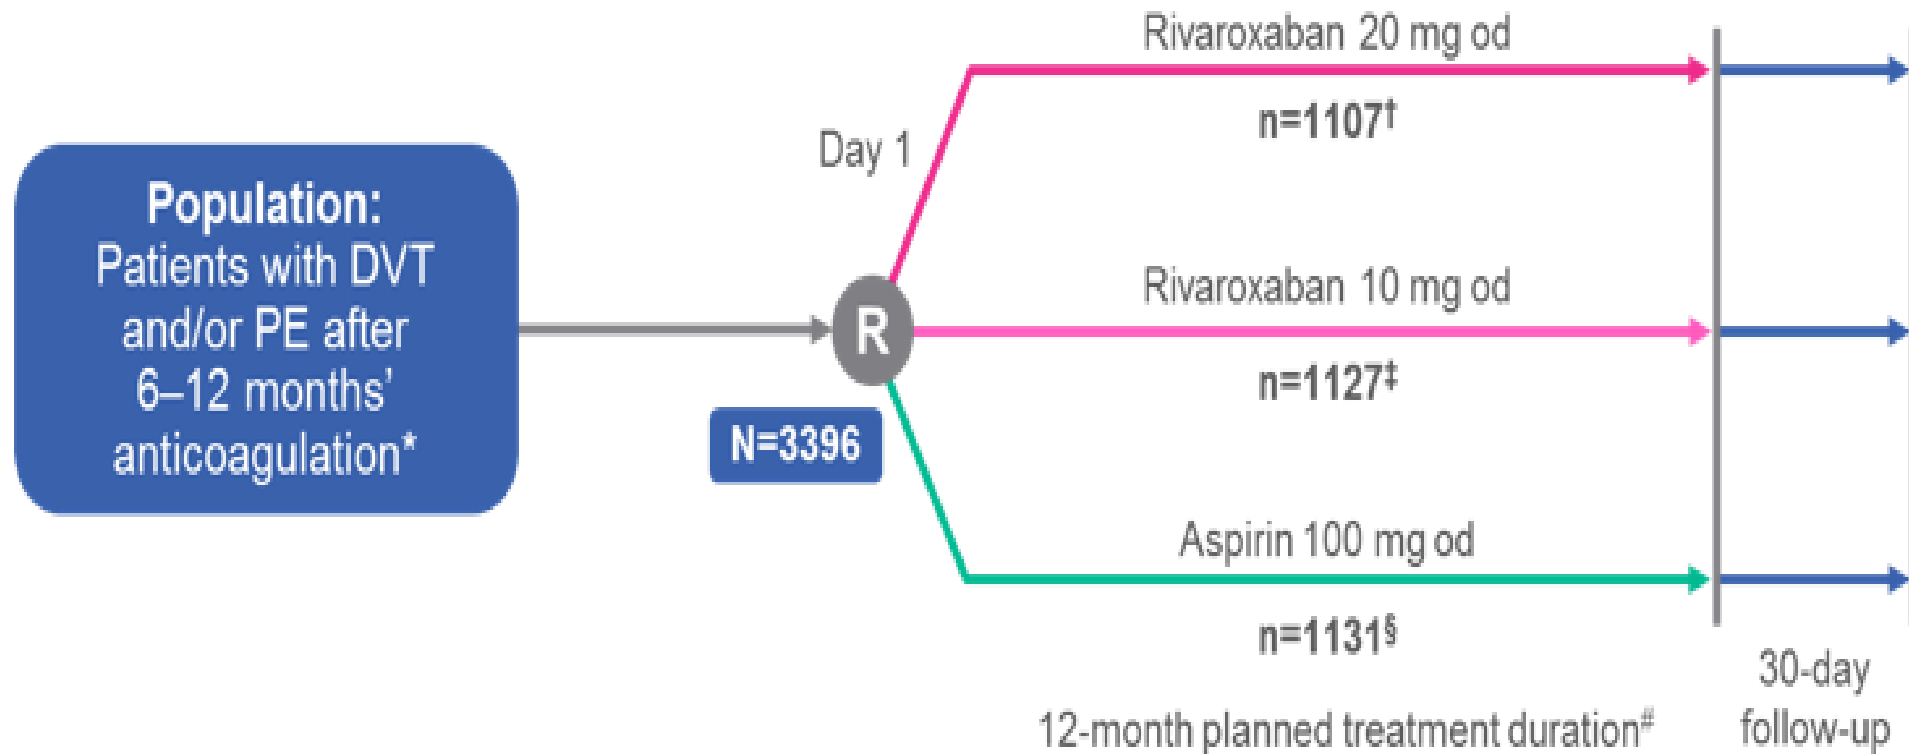 Population:
Patients with DVT
and/or PE after
6–12 months’
anticoagulation*
Day 1
R
N=3396
Rivaroxaban 20 mg od
n=1107†
Rivaroxaban 10 mg od
n=1127‡
Aspirin 100 mg od
n=1131§
12-month planned treatment duration#
30-day
follow-up